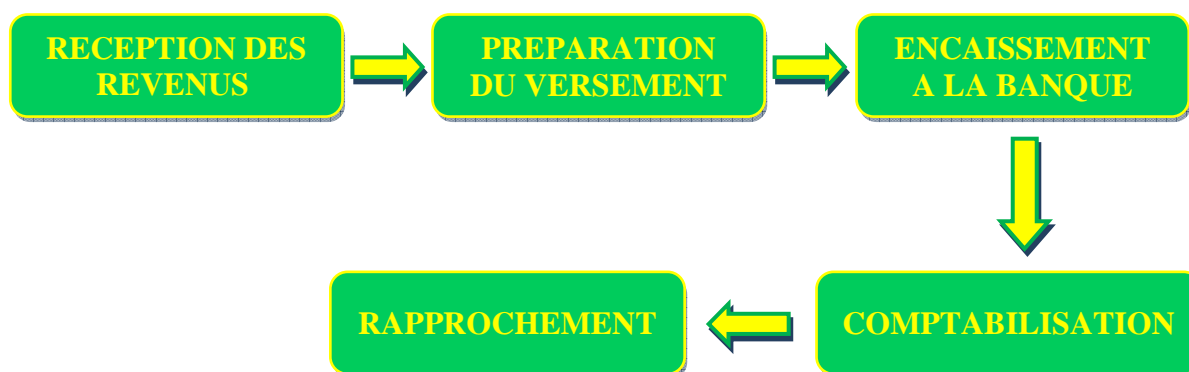 RECEPTION DES
REVENUS
PREPARATION
DU VERSEMENT
ENCAISSEMENT
A LA BANQUE
RAPPROCHEMENT
COMPTABILISATION